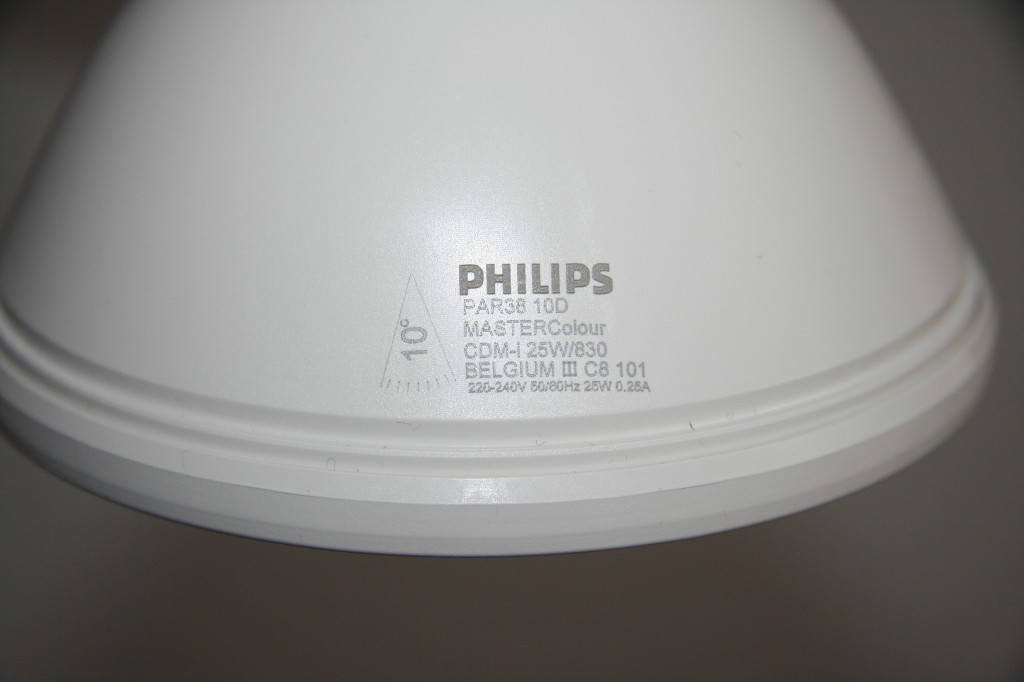 PHILIPS
PAR38 10D
MASTERColour
CDM-I 25W/830
BELGIUM III C8 101
220-240V 50/60Hz 25W 0.25A
10°